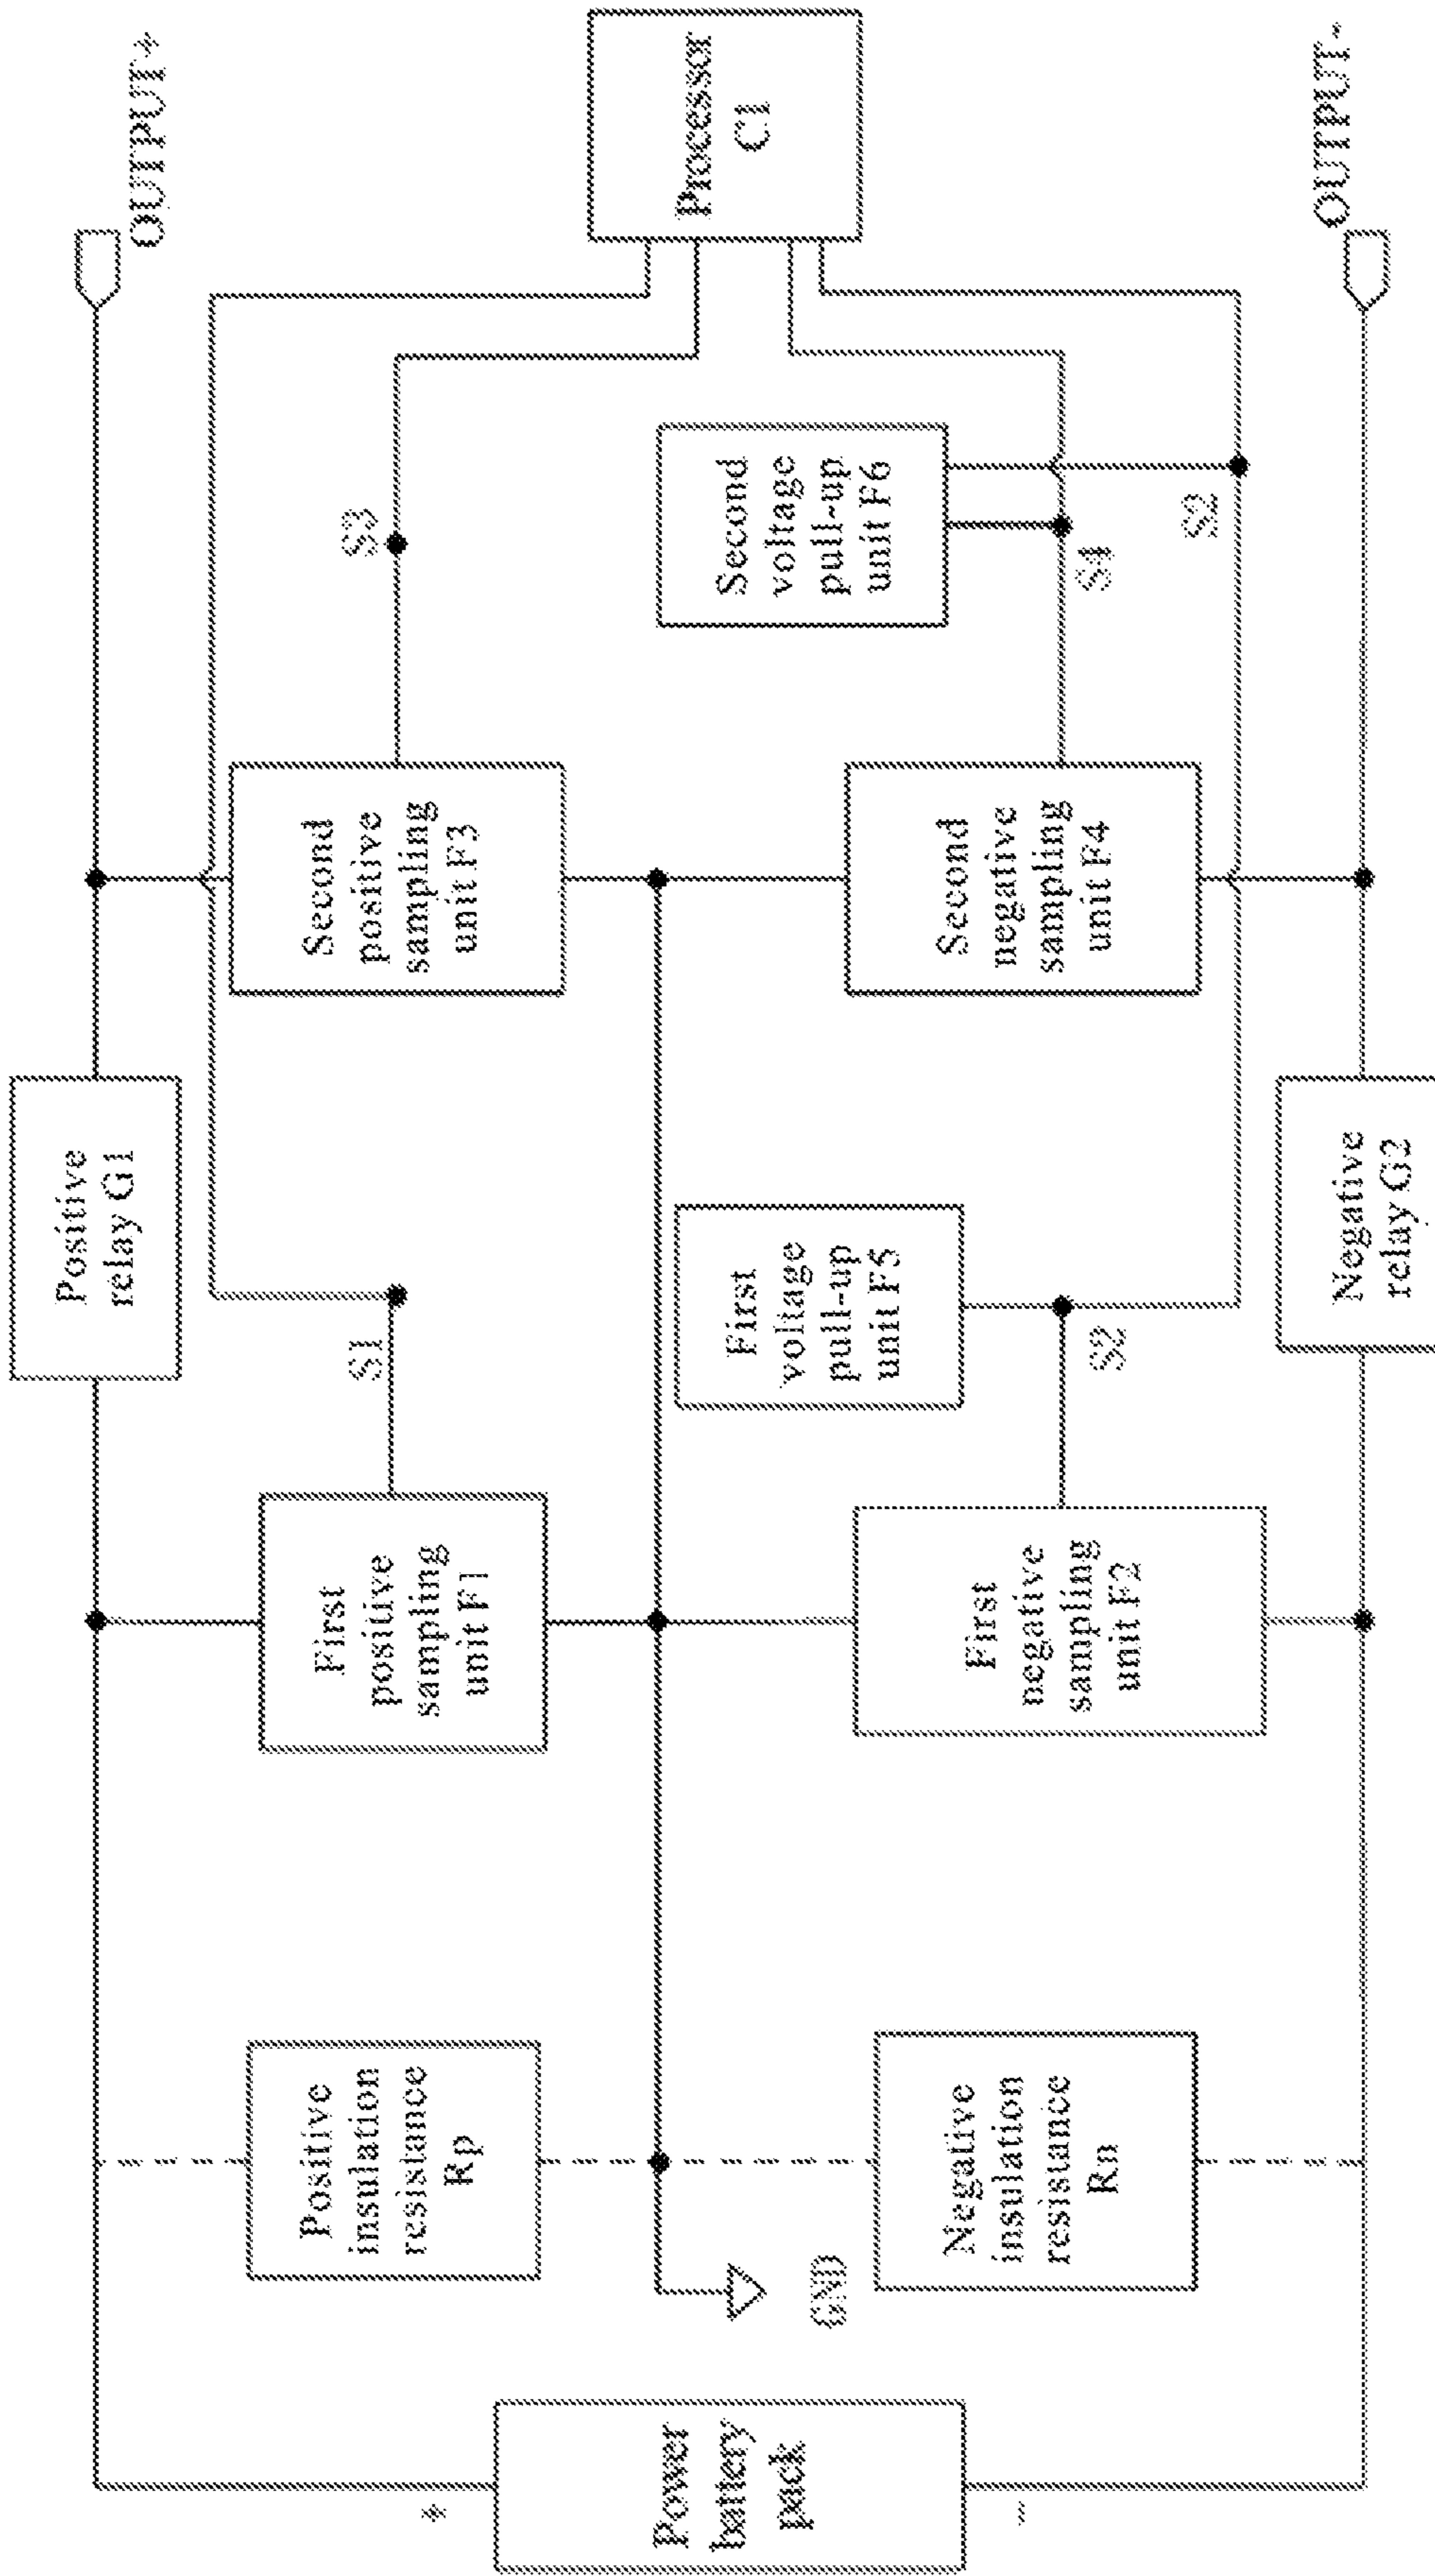 OUTPUT+
Positive
relay G1
S1
S3
First
positive
sampling
unit F1
Second
positive
sampling
unit F3
Positive
insulation
resistance
Rp
+
Power
battery
pack
-
GND
Processor
C1
First
voltage
pull-up
unit F5
Second
voltage
pull-up
unit F6
Negative
insulation
resistance
Rn
First
negative
sampling
unit F2
S2
Second
negative
sampling
unit F4
S4
S2
Negative
relay G2
OUTPUT-